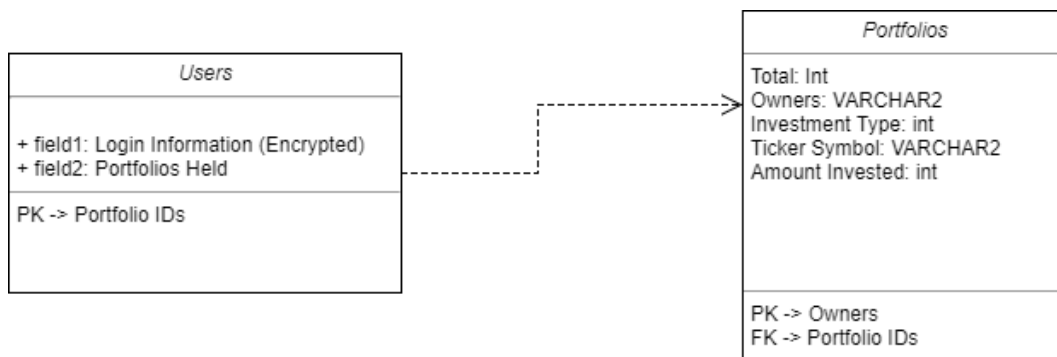 Users
+ field1: Login Information (Encrypted)
+ field2: Portfolios Held
PK -> Portfolio IDs
Portfolios
Total: Int
Owners: VARCHAR2
Investment Type: int
Ticker Symbol: VARCHAR2
Amount Invested: int
PK -> Owners
FK -> Portfolio IDs